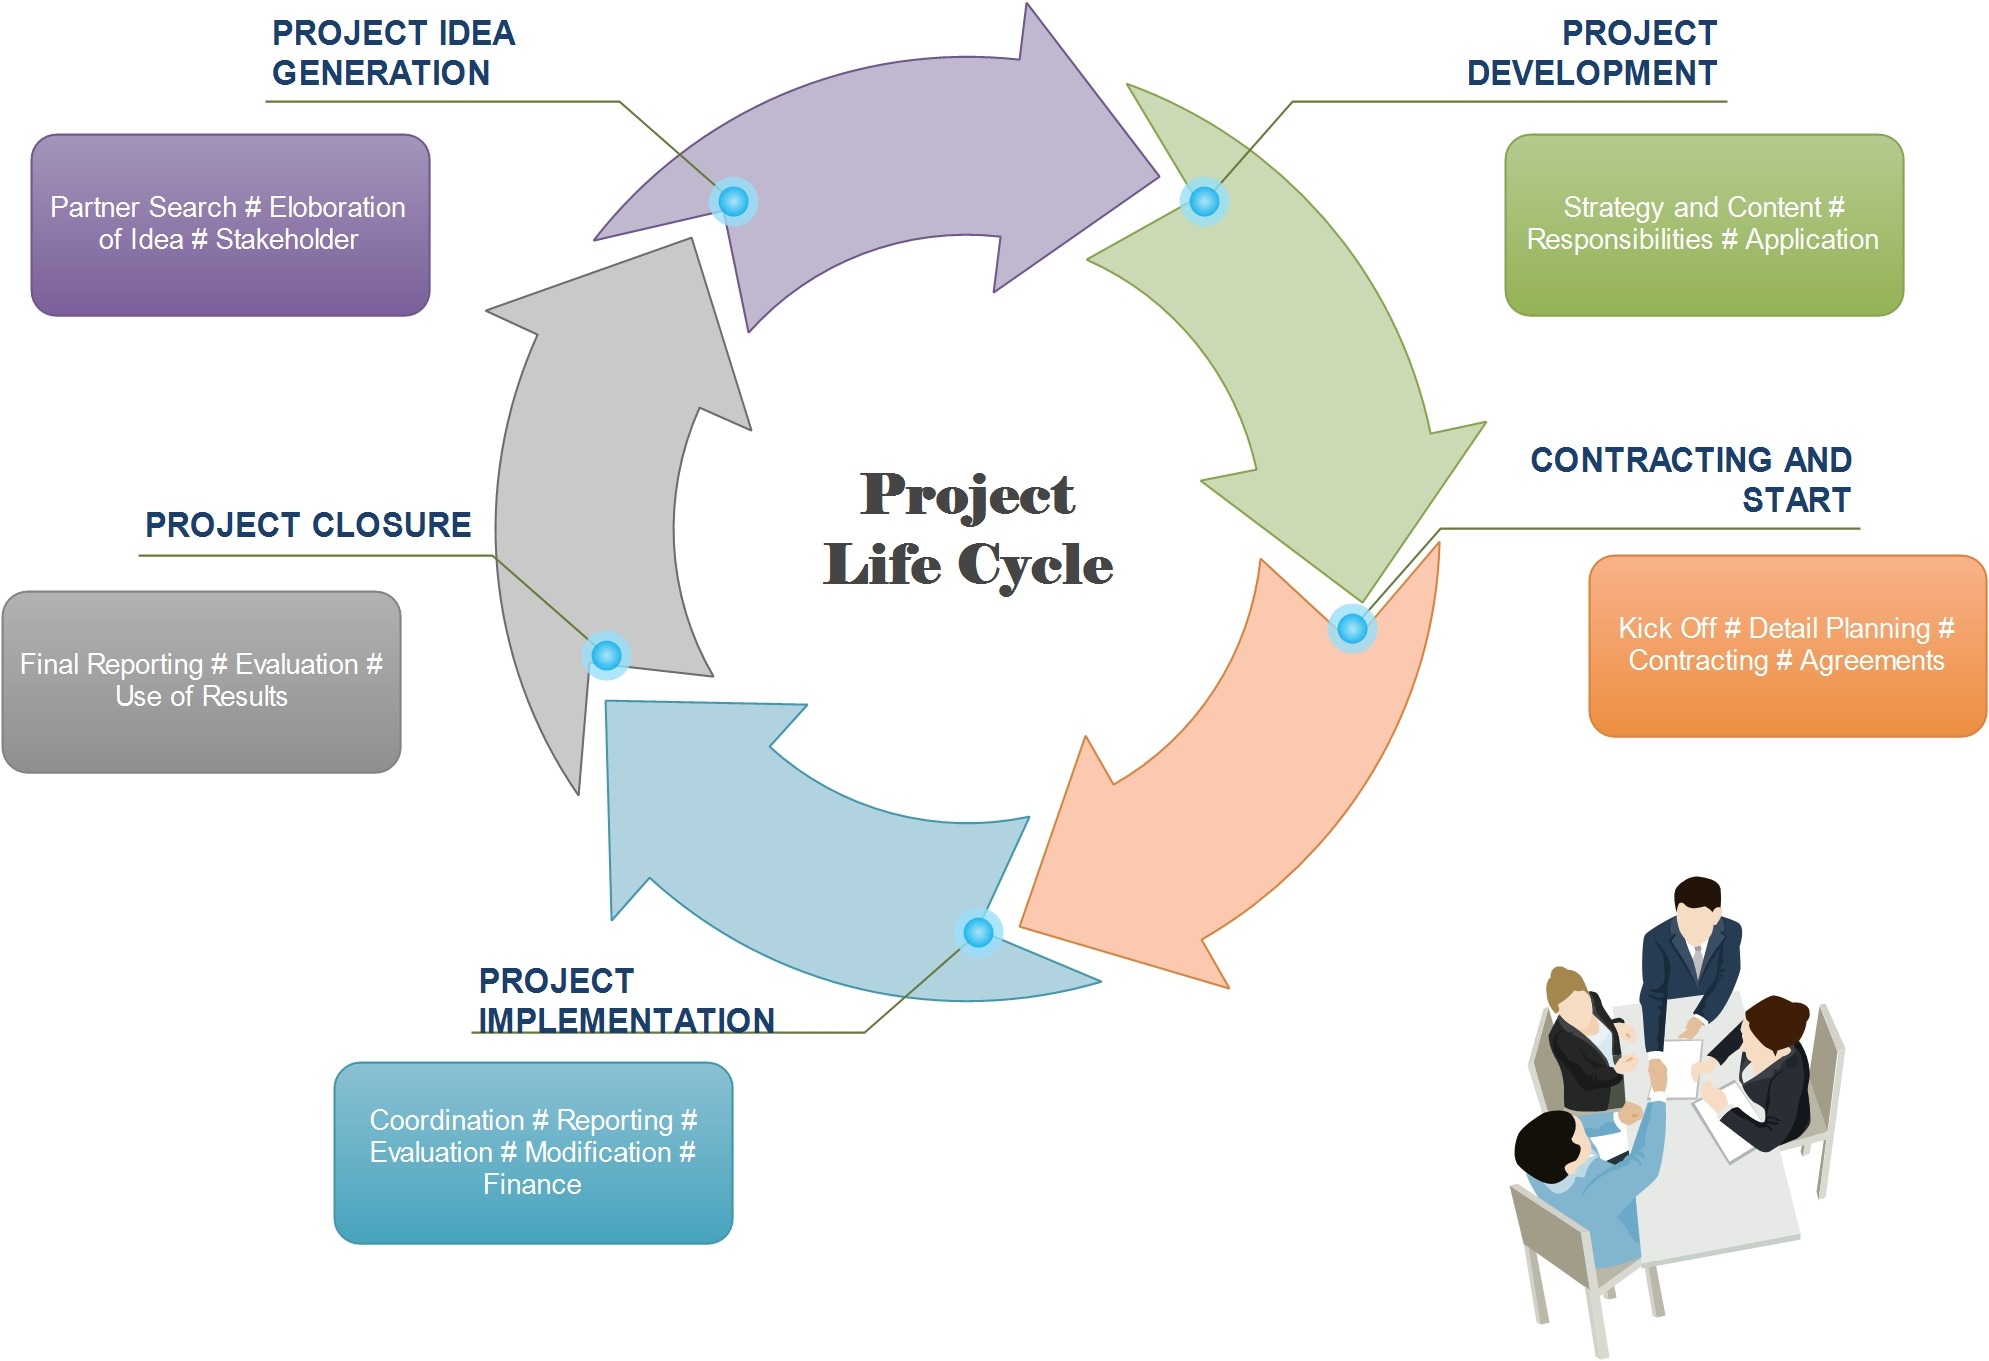 PROJECT IDEA
GENERATION
Partner Search # Eloboration
of Idea # Stakeholder
PROJECT
DEVELOPMENT
Strategy and Content #
Responsibilities # Application
CONTRACTING AND
START
Kick Off # Detail Planning #
Contracting # Agreements
Project
Life Cycle
PROJECT CLOSURE
Final Reporting # Evaluation #
Use of Results
PROJECT
IMPLEMENTATION
Coordination # Reporting #
Evaluation # Modification #
Finance